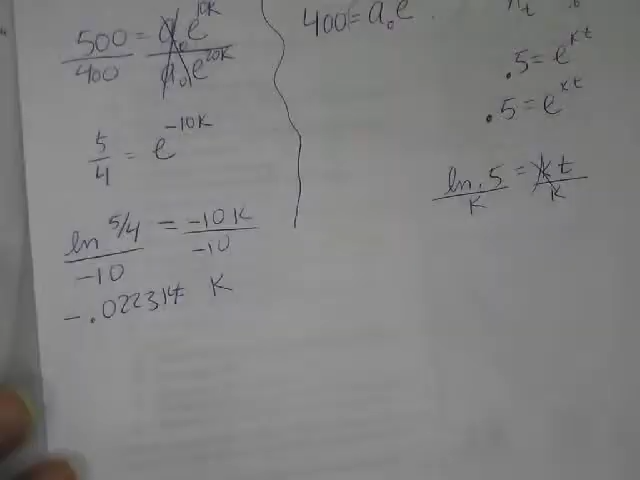 500 = a₀e^10K
400 a₀e^20K
5/4 = e^-10K
ln 5/4 = -10K
-10 -10
-.022314= K
400 = a₀e
.5 = e^kt
.5 = e^kt
ln .5 = kt
K K